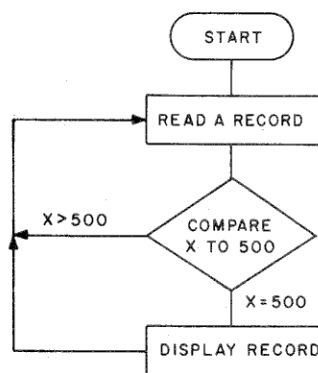 START
READ A RECORD
X>500
COMPARE
X TO 500
X=500
DISPLAY RECORD